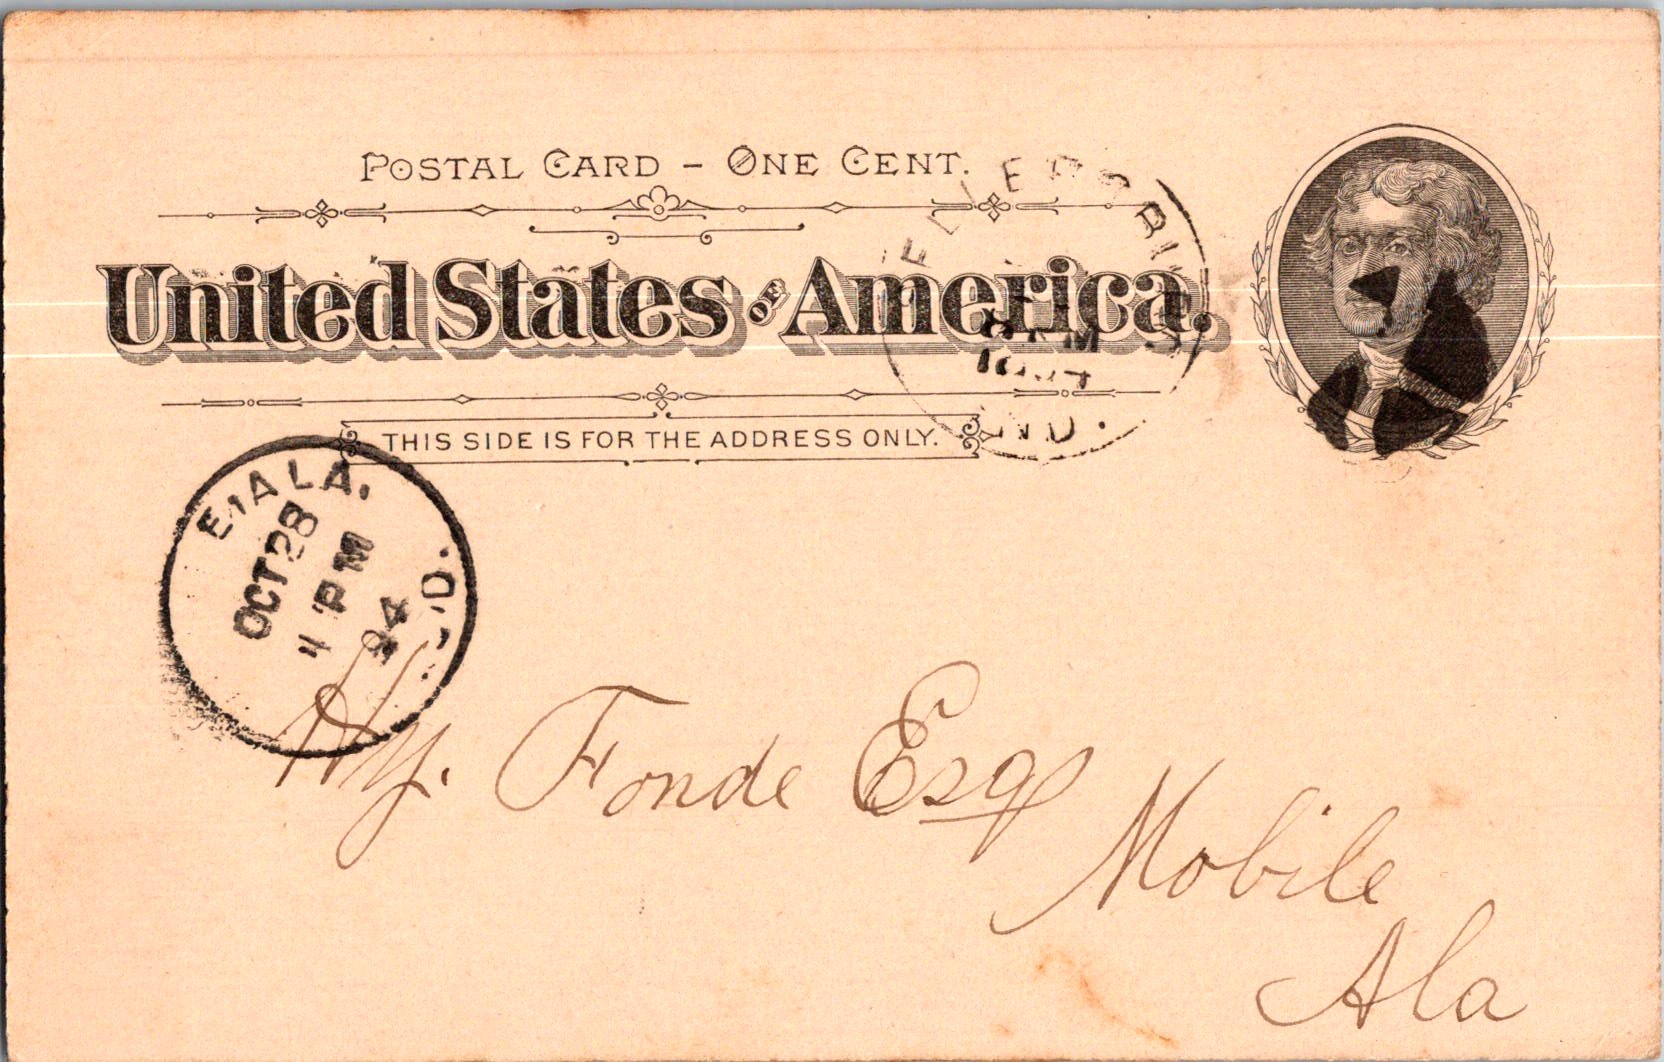 POSTAL CARD - ONE CENT.
United States OF America.
THIS SIDE IS FOR THE ADDRESS ONLY.
OCT 28
PM
94
Hy. Fonde Esq
Mobile
Ala